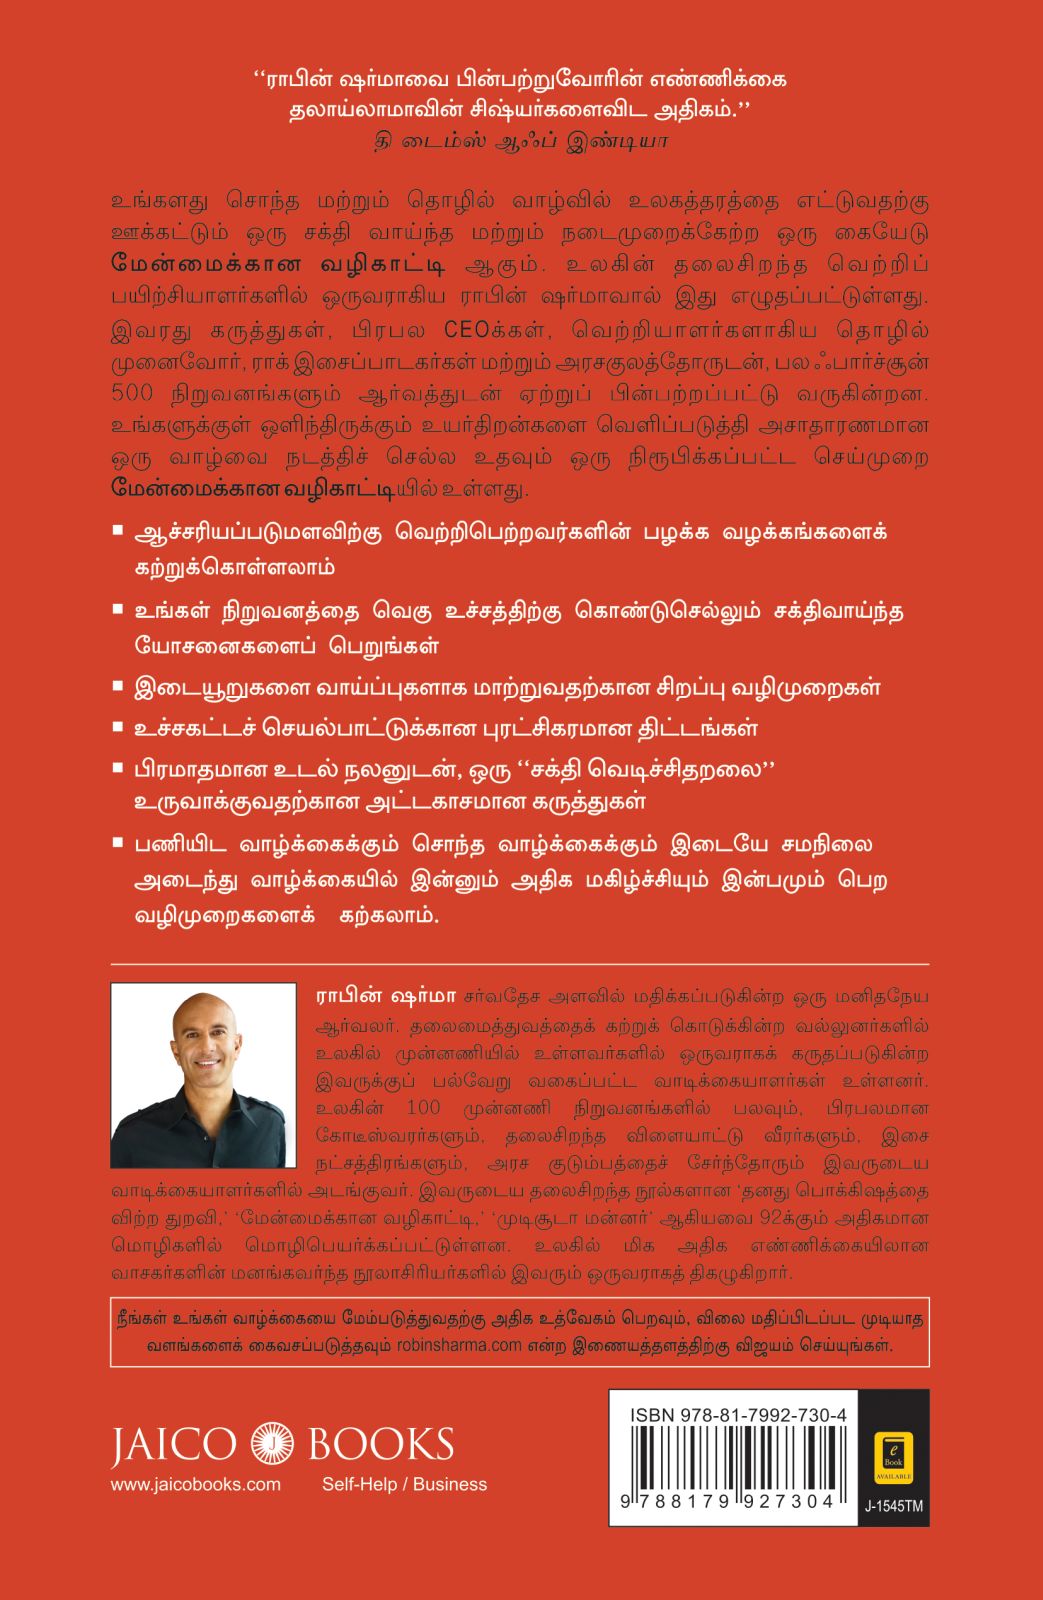 “ராபின் ஷர்மாவை பின்பற்றுவோரின் எண்ணிக்கை
தலாய்லாமாவின் சிஷ்யர்களைவிட அதிகம்.”
தி டைம்ஸ் ஆஃப் இண்டியா
உங்களது சொந்த மற்றும் தொழில் வாழ்வில் உலகத்தரத்தை எட்டுவதற்கு
ஊக்கட்டும் ஒரு சக்தி வாய்ந்த மற்றும் நடைமுறைக்கேற்ற ஒரு கையேடு
மேன்மைக்கான வழிகாட்டி ஆகும். உலகின் தலைசிறந்த வெற்றிப்
பயிற்சியாளர்களில் ஒருவராகிய ராபின் ஷர்மாவால் இது எழுதப்பட்டுள்ளது.
இவரது கருத்துகள், பிரபல CEOக்கள், வெற்றியாளர்களாகிய தொழில்
முனைவோர், ராக் இசைப்பாடகர்கள் மற்றும் அரசகுலத்தோருடன், பல ஃபார்ச்சூன்
500 நிறுவனங்களும் ஆர்வத்துடன் ஏற்றுப் பின்பற்றப்பட்டு வருகின்றன.
உங்களுக்குள் ஒளிந்திருக்கும் உயர்திறன்களை வெளிப்படுத்தி அசாதாரணமான
ஒரு வாழ்வை நடத்திச் செல்ல உதவும் ஒரு நிரூபிக்கப்பட்ட செய்முறை
மேன்மைக்கான வழிகாட்டியில் உள்ளது.
▪ ஆச்சரியப்படுமளவிற்கு வெற்றிபெற்றவர்களின் பழக்க வழக்கங்களைக்
கற்றுக்கொள்ளலாம்
▪ உங்கள் நிறுவனத்தை வெகு உச்சத்திற்கு கொண்டுசெல்லும் சக்திவாய்ந்த
யோசனைகளைப் பெறுங்கள்
▪ இடையூறுகளை வாய்ப்புகளாக மாற்றுவதற்கான சிறப்பு வழிமுறைகள்
▪ உச்சகட்டச் செயல்பாட்டுக்கான புரட்சிகரமான திட்டங்கள்
▪ பிரமாதமான உடல் நலனுடன், ஒரு “சக்தி வெடிச்சிதறலை”
உருவாக்குவதற்கான அட்டகாசமான கருத்துகள்
▪ பணியிட வாழ்க்கைக்கும் சொந்த வாழ்க்கைக்கும் இடையே சமநிலை
அடைந்து வாழ்க்கையில் இன்னும் அதிக மகிழ்ச்சியும் இன்பமும் பெற
வழிமுறைகளைக் கற்கலாம்.
ராபின் ஷர்மா சர்வதேச அளவில் மதிக்கப்படுகின்ற ஒரு மனிதநேய
ஆர்வலர். தலைமைத்துவத்தைக் கற்றுக் கொடுக்கின்ற வல்லுனர்களில்
உலகில் முன்னணியில் உள்ளவர்களில் ஒருவராகக் கருதப்படுகின்ற
இவருக்குப் பல்வேறு வகைப்பட்ட வாடிக்கையாளர்கள் உள்ளனர்.
உலகின் 100 முன்னணி நிறுவனங்களில் பலவும், பிரபலமான
கோடீஸ்வரர்களும், தலைசிறந்த விளையாட்டு வீரர்களும், இசை
நட்சத்திரங்களும், அரச குடும்பத்தைச் சேர்ந்தோரும் இவருடைய
வாடிக்கையாளர்களில் அடங்குவர். இவருடைய தலைசிறந்த நூல்களான ‘தனது பொக்கிஷத்தை
விற்ற துறவி,’ ‘மேன்மைக்கான வழிகாட்டி,’ ‘முடிசூடா மன்னர்’ ஆகியவை 92க்கும் அதிகமான
மொழிகளில் மொழிபெயர்க்கப்பட்டுள்ளன. உலகில் மிக அதிக எண்ணிக்கையிலான
வாசகர்களின் மனங்கவர்ந்த நூலாசிரியர்களில் இவரும் ஒருவராகத் திகழுகிறார்.
நீங்கள் உங்கள் வாழ்க்கையை மேம்படுத்துவதற்கு அதிக உத்வேகம் பெறவும், விலை மதிப்பிடப்பட முடியாத
வளங்களைக் கைவசப்படுத்தவும் robinsharma.com என்ற இணையத்தளத்திற்கு விஜயம் செய்யுங்கள்.
JAICO J BOOKS
www.jaicobooks.com Self-Help / Business
ISBN 978-81-7992-730-4
9 788179 927304
e
Book
AVAILABLE
J-1545TM